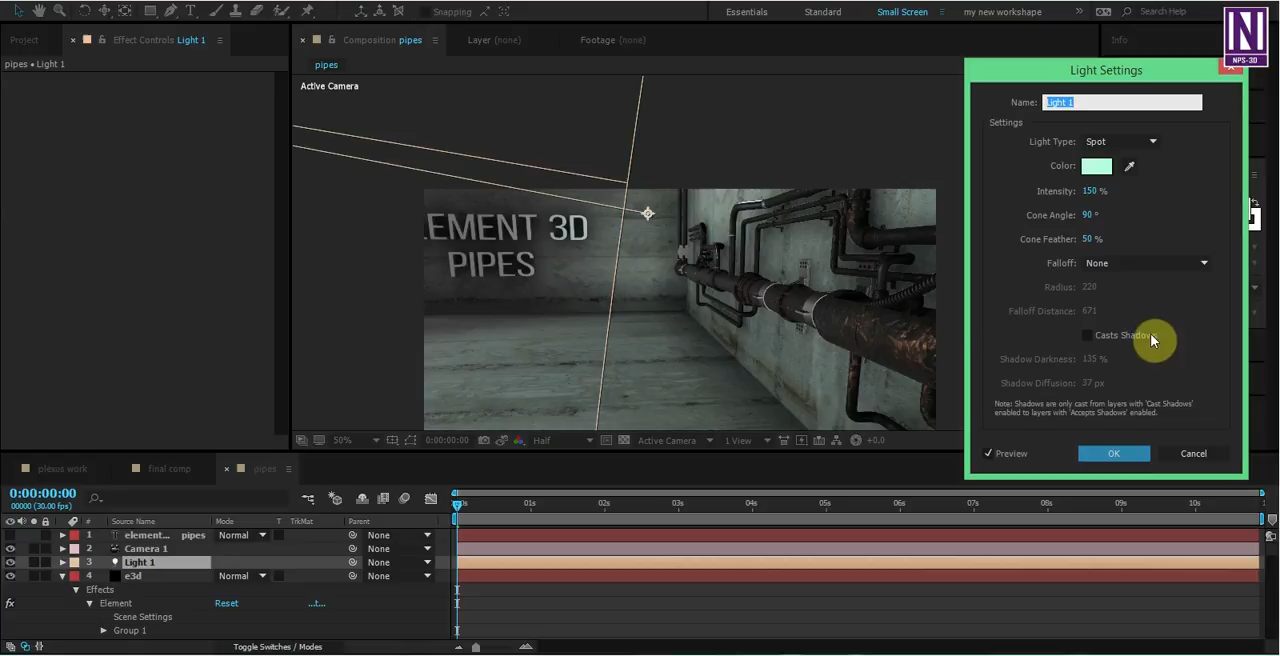 Snapping
Essentials
Standard
Small Screen
my new workshape
Search Help
NPS-3D
Project
Effect Controls Light 1
Composition pipes
Layer (none)
Footage (none)
Info
pipes • Light 1
pipes
Active Camera
ELEMENT 3D
PIPES
Light Settings
Name: Light 1
Settings
Light Type: Spot
Color:
Intensity: 150 %
Cone Angle: 90 °
Cone Feather: 50 %
Falloff: None
Radius: 220
Falloff Distance: 671
Casts Shadows
Shadow Darkness: 135 %
Shadow Diffusion: 37 px
Note: Shadows are only cast from layers with 'Cast Shadows'
enabled to layers with 'Accepts Shadows' enabled.
Preview
OK
Cancel
50%
0:00:00:00
Half
Active Camera
1 View
+0.0
plexus work
final comp
pipes
0:00:00:00
00000 (30.00 fps)
01s 02s 03s 04s 05s 06s 07s 08s 09s 10s
# Source Name Mode T TrkMat Parent
1 element... pipes Normal None
2 Camera 1 None
3 Light 1 None
4 e3d Normal None
Effects
fx Element Reset ...t...
Scene Settings
Group 1
Toggle Switches / Modes